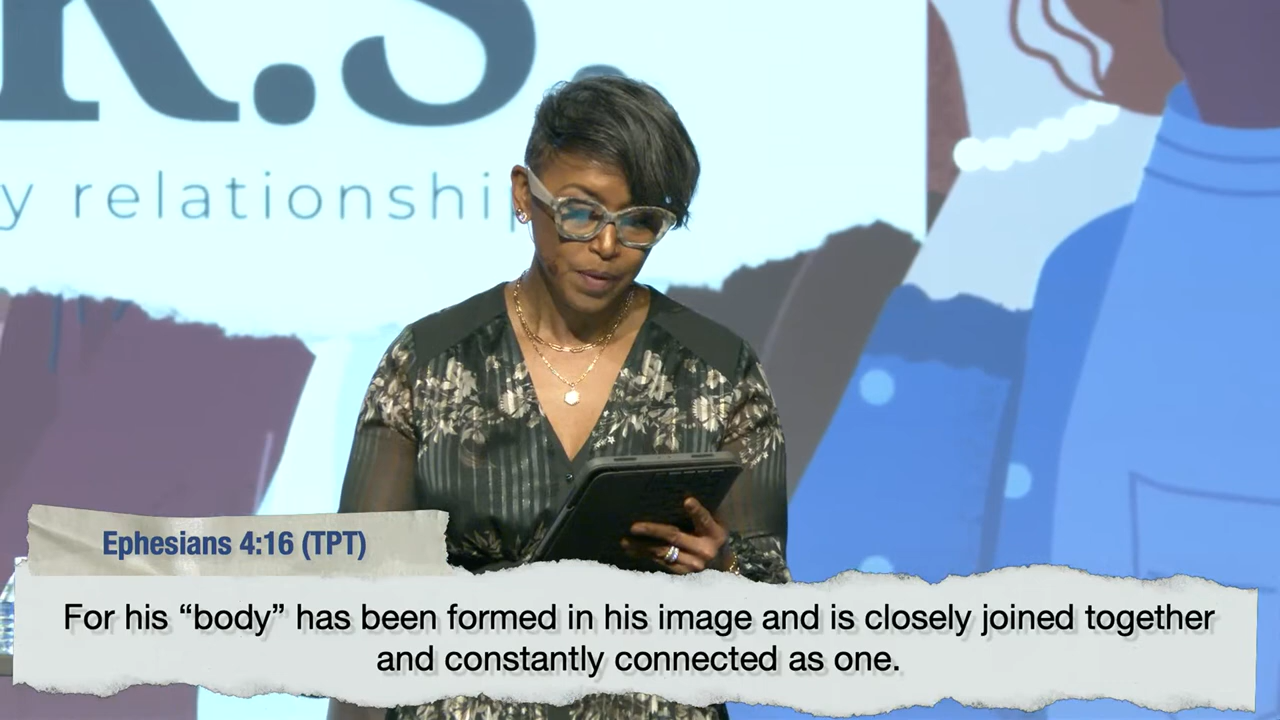 R.S.
y relationship
Ephesians 4:16 (TPT)
For his “body” has been formed in his image and is closely joined together
and constantly connected as one.